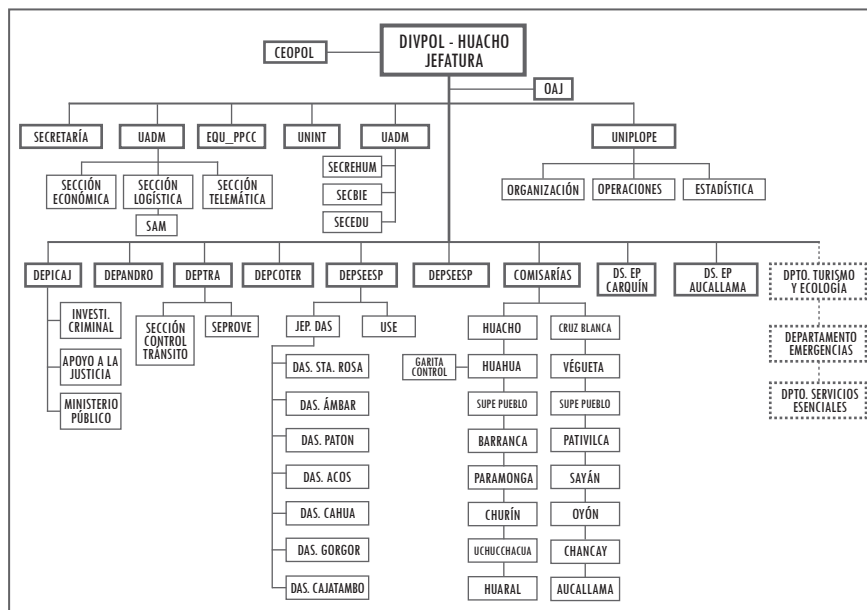 DIVPOL - HUACHO
JEFATURA
CEOPOL
OAJ
SECRETARÍA
UADM
EQU_PPCC
UNINT
UADM
UNIPLOPE
SECCIÓN
ECONÓMICA
SECCIÓN
LOGÍSTICA
SECCIÓN
TELEMÁTICA
SAM
SECREHUM
SECBIE
SECEDU
ORGANIZACIÓN
OPERACIONES
ESTADÍSTICA
DEPICAJ
DEPANDRO
DEPTRA
DEPCOTER
DEPSEESP
DEPSEESP
COMISARÍAS
DS. EP
CARQUÍN
DS. EP
AUCALLAMA
DPTO. TURISMO
Y ECOLOGÍA
INVESTI.
CRIMINAL
APOYO A LA
JUSTICIA
MINISTERIO
PÚBLICO
SECCIÓN
CONTROL
TRÁNSITO
SEPROVE
JEP. DAS
USE
DAS. STA. ROSA
DAS. ÁMBAR
DAS. PATON
DAS. ACOS
DAS. CAHUA
DAS. GORGOR
DAS. CAJATAMBO
GARITA
CONTROL
HUACHO
HUAHUA
SUPE PUEBLO
BARRANCA
PARAMONGA
CHURÍN
UCHUCCHACUA
HUARAL
CRUZ BLANCA
VÉGUETA
SUPE PUEBLO
PATIVILCA
SAYÁN
OYÓN
CHANCAY
AUCALLAMA
DEPARTAMENTO
EMERGENCIAS
DPTO. SERVICIOS
ESENCIALES